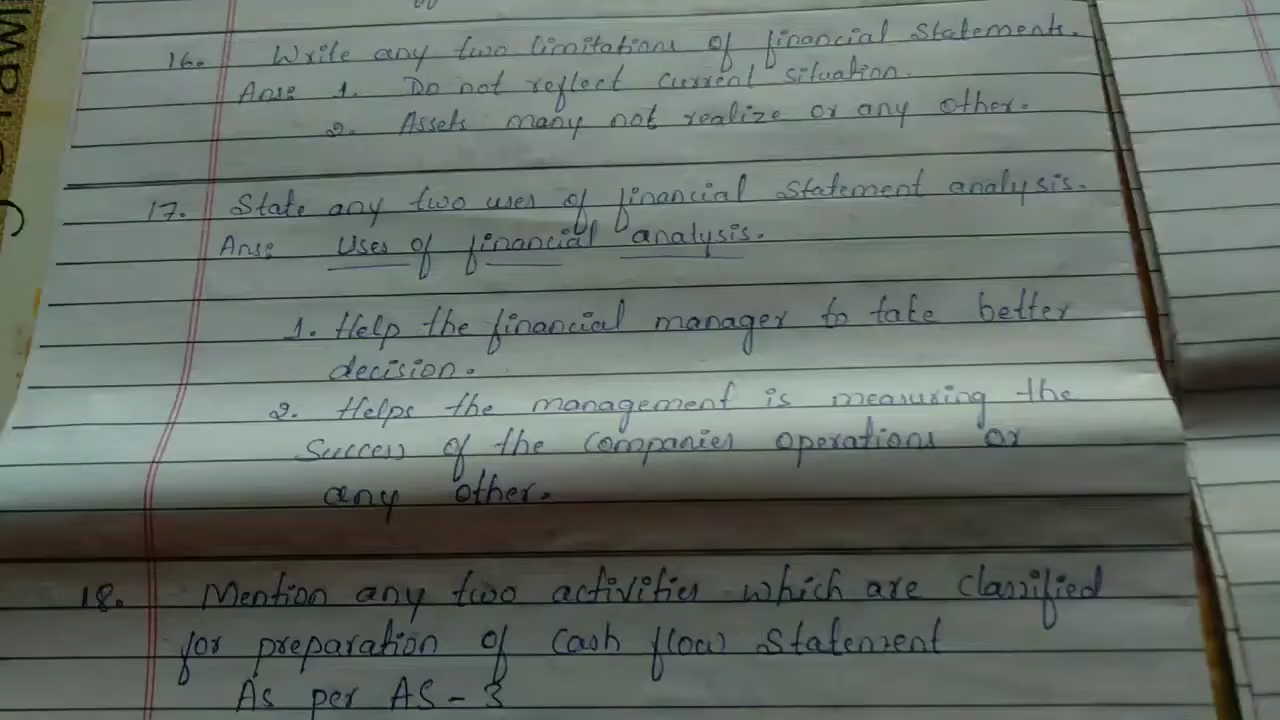 16. Write any two limitations of financial statements.
Ans: 1. Do not reflect current situation.
2. Assets many not realize or any other.
17. State any two uses of financial statement analysis.
Ans: Uses of financial analysis.
1. Help the financial manager to take better
decision.
2. Helps the management is measuring the
success of the companies operations or
any other.
18. Mention any two activities which are classified
for preparation of cash flow statement
As per AS-3